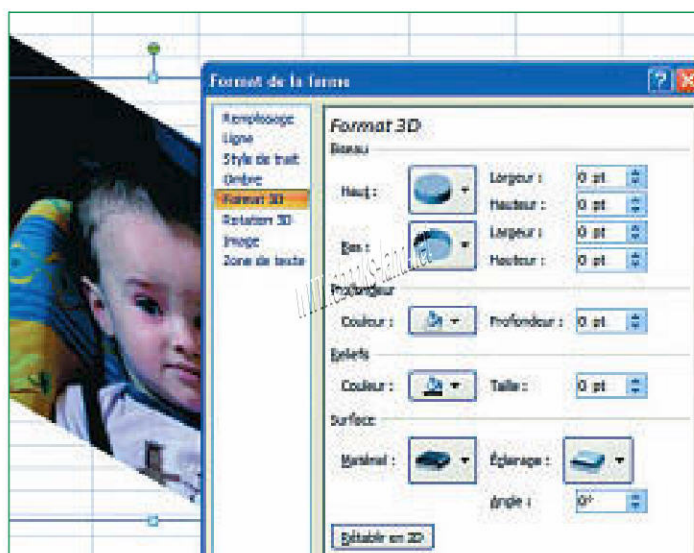 Format de la forme
Remplissage
Ligne
Style de trait
Ombre
Format 3D
Rotation 3D
Image
Zone de texte
Format 3D
Biseau
Haut : Largeur : 0 pt
Hauteur : 0 pt
Bas : Largeur : 0 pt
Hauteur : 0 pt
Profondeur
Couleur : Profondeur : 0 pt
Reliefs
Couleur : Taille : 0 pt
Surface
Matériel : Éclairage :
Angle : 0°
Rétablir en 2D